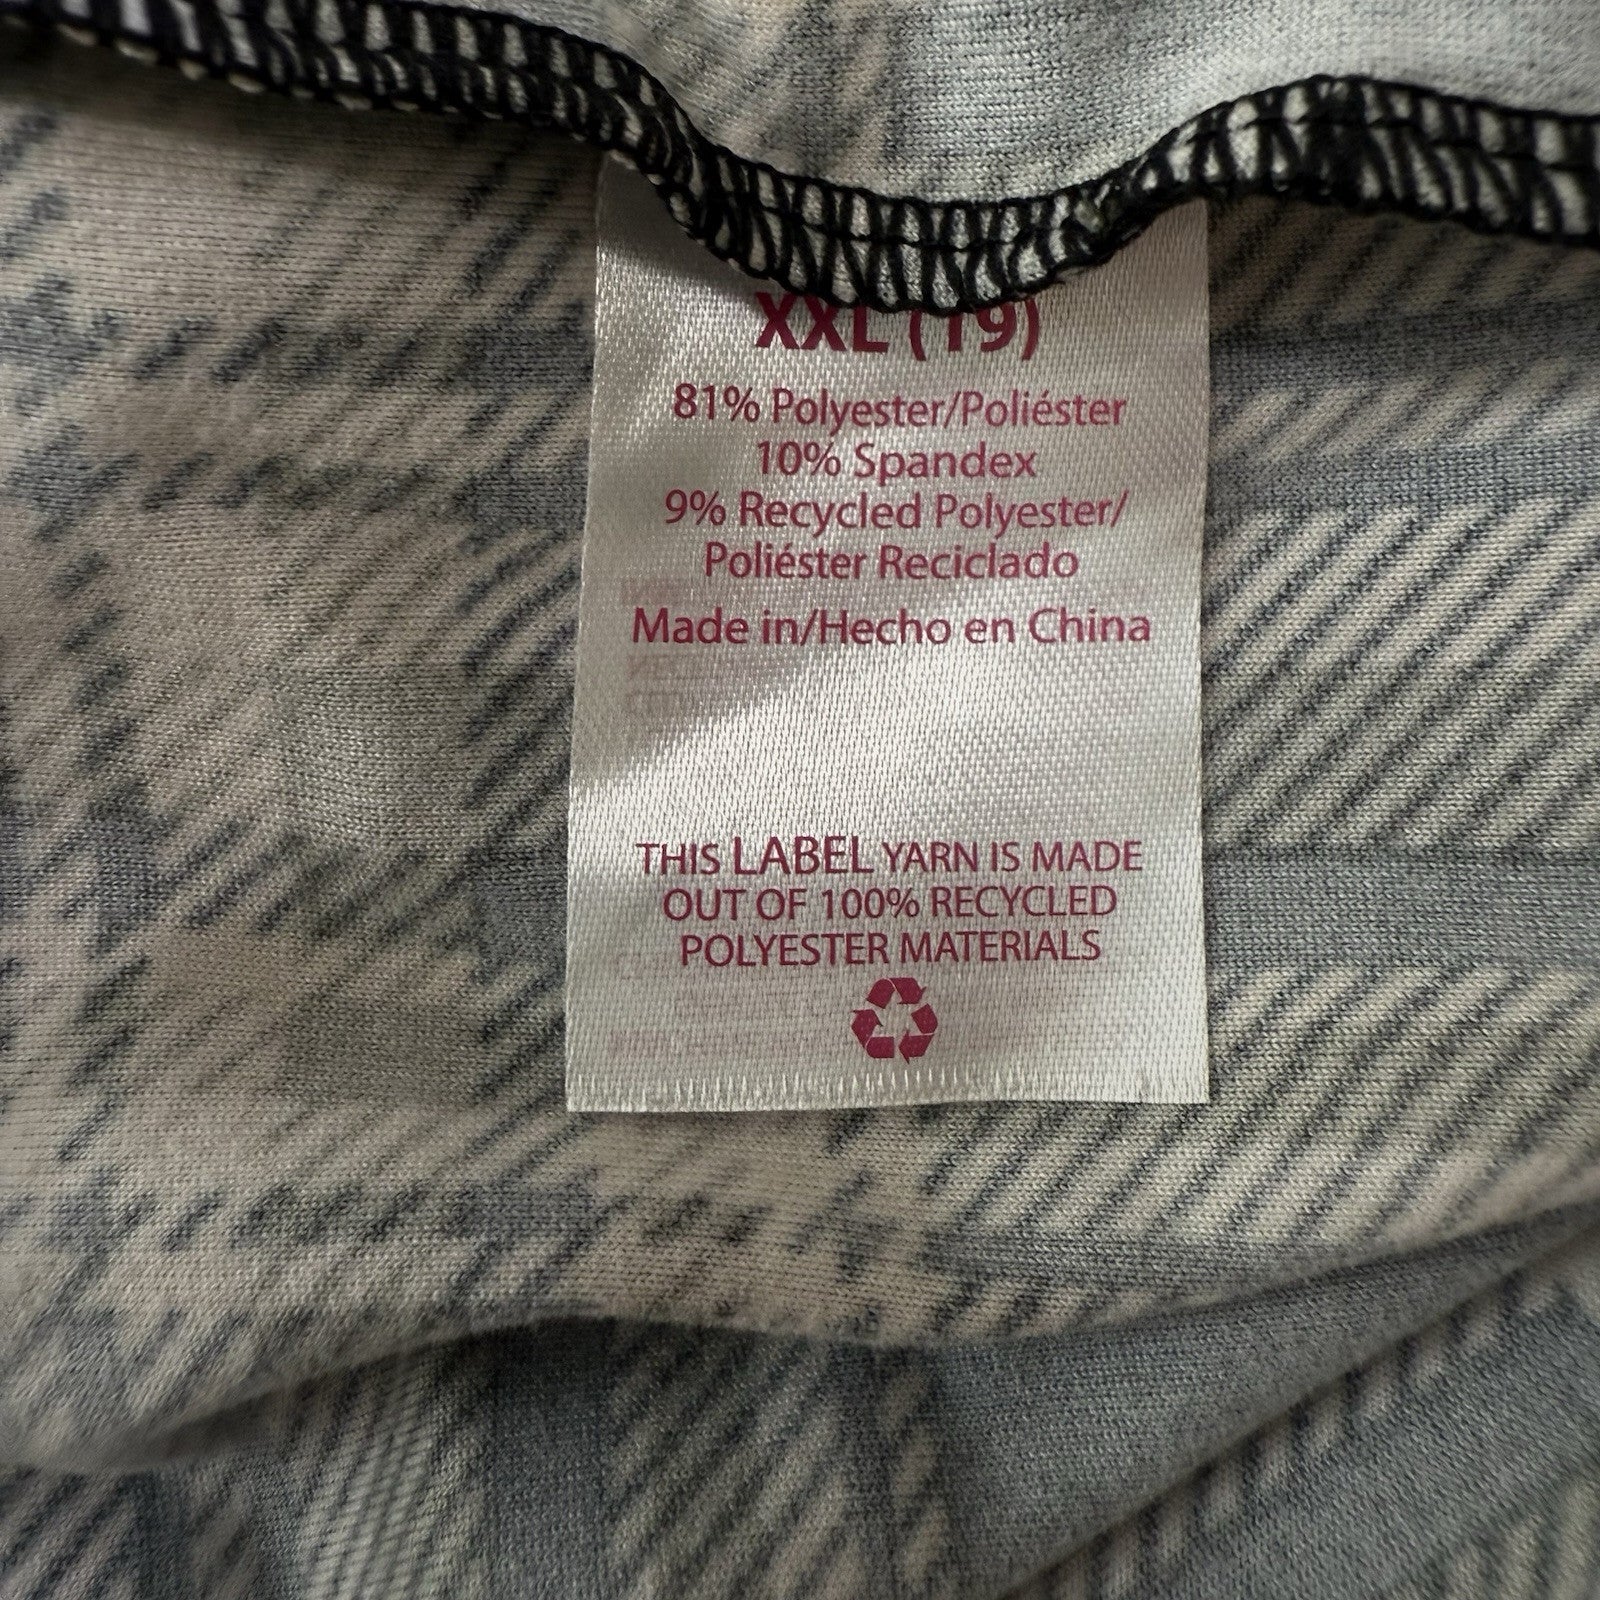 XXL (19)
81% Polyester/Poliéster
10% Spandex
9% Recycled Polyester/
Poliéster Reciclado
Made in/Hecho en China
THIS LABEL YARN IS MADE
OUT OF 100% RECYCLED
POLYESTER MATERIALS